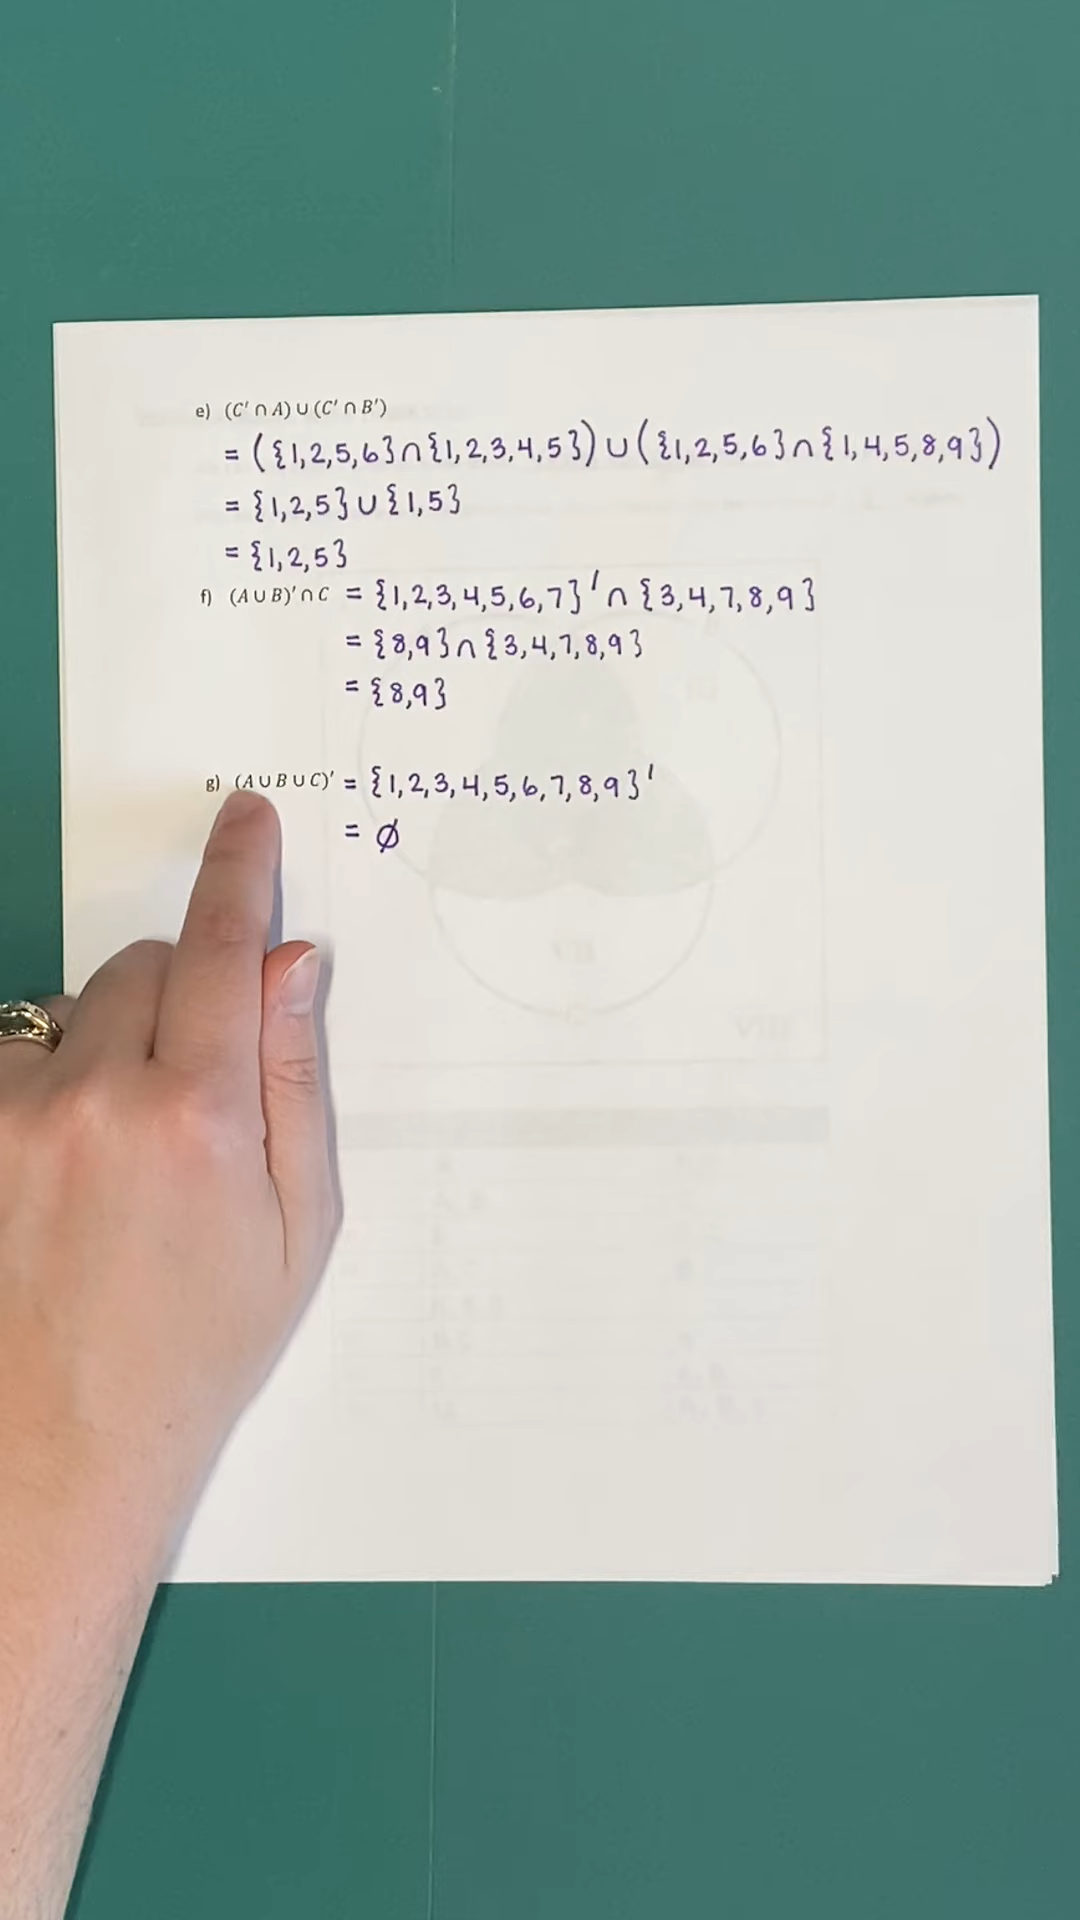 e) (C' ∩ A) ∪ (C' ∩ B')
= ({1,2,5,6}∩{1,2,3,4,5})∪({1,2,5,6}∩{1,4,5,8,9})
= {1,2,5}∪{1,5}
= {1,2,5}
f) (A ∪ B)' ∩ C = {1,2,3,4,5,6,7}'∩{3,4,7,8,9}
= {8,9}∩{3,4,7,8,9}
= {8,9}
g) (A ∪ B ∪ C)' = {1,2,3,4,5,6,7,8,9}'
= ∅